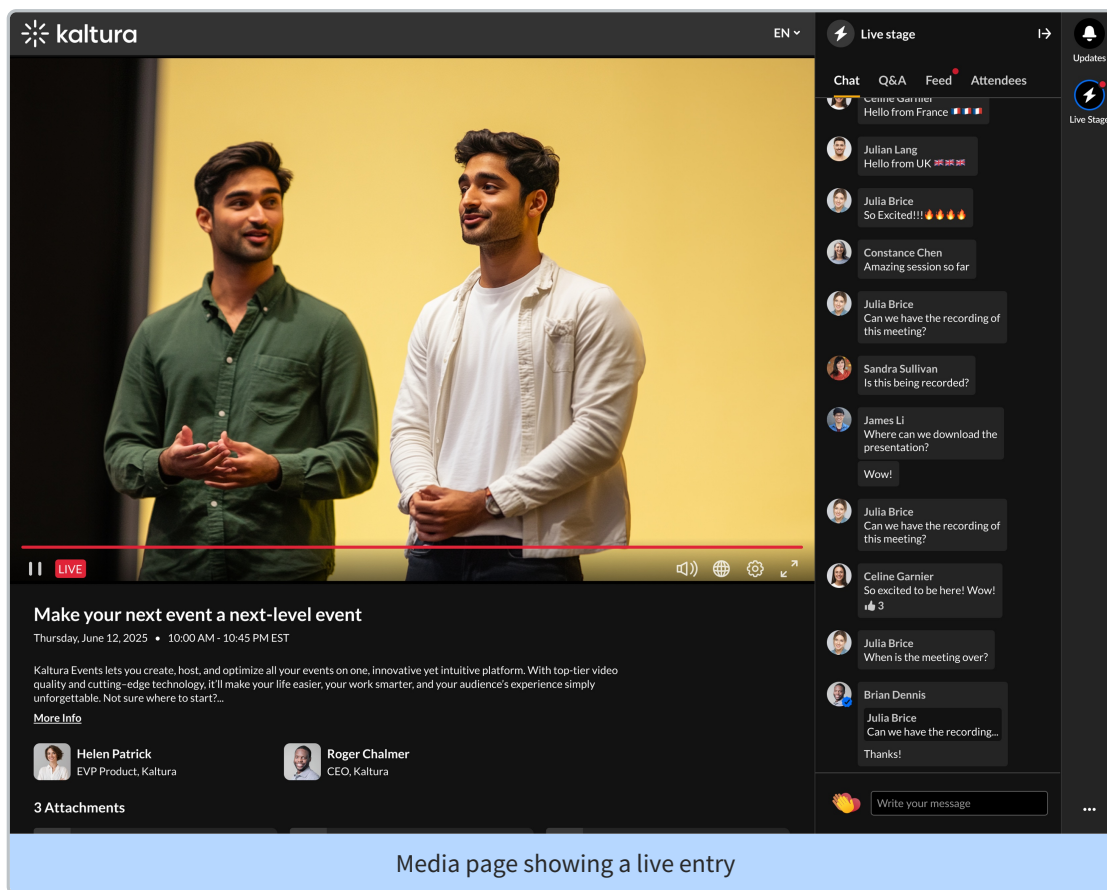 kaltura
EN
Live stage
Updates
Chat Q&A Feed Attendees
Live Stage
Celine Garnier
Hello from France 🇫🇷🇫🇷🇫🇷
Julian Lang
Hello from UK 🇬🇧🇬🇧🇬🇧
Julia Brice
So Excited!!!🔥🔥🔥🔥
Constance Chen
Amazing session so far
Julia Brice
Can we have the recording of
this meeting?
Sandra Sullivan
Is this being recorded?
James Li
Where can we download the
presentation?
Wow!
Julia Brice
Can we have the recording of
this meeting?
Celine Garnier
So excited to be here! Wow!
👍 3
Julia Brice
When is the meeting over?
Brian Dennis
Julia Brice
Can we have the recording...
Thanks!
Write your message
LIVE
Make your next event a next-level event
Thursday, June 12, 2025 • 10:00 AM - 10:45 PM EST
Kaltura Events lets you create, host, and optimize all your events on one, innovative yet intuitive platform. With top-tier video
quality and cutting–edge technology, it'll make your life easier, your work smarter, and your audience's experience simply
unforgettable. Not sure where to start?...
More Info
Helen Patrick
EVP Product, Kaltura
Roger Chalmer
CEO, Kaltura
3 Attachments
Media page showing a live entry